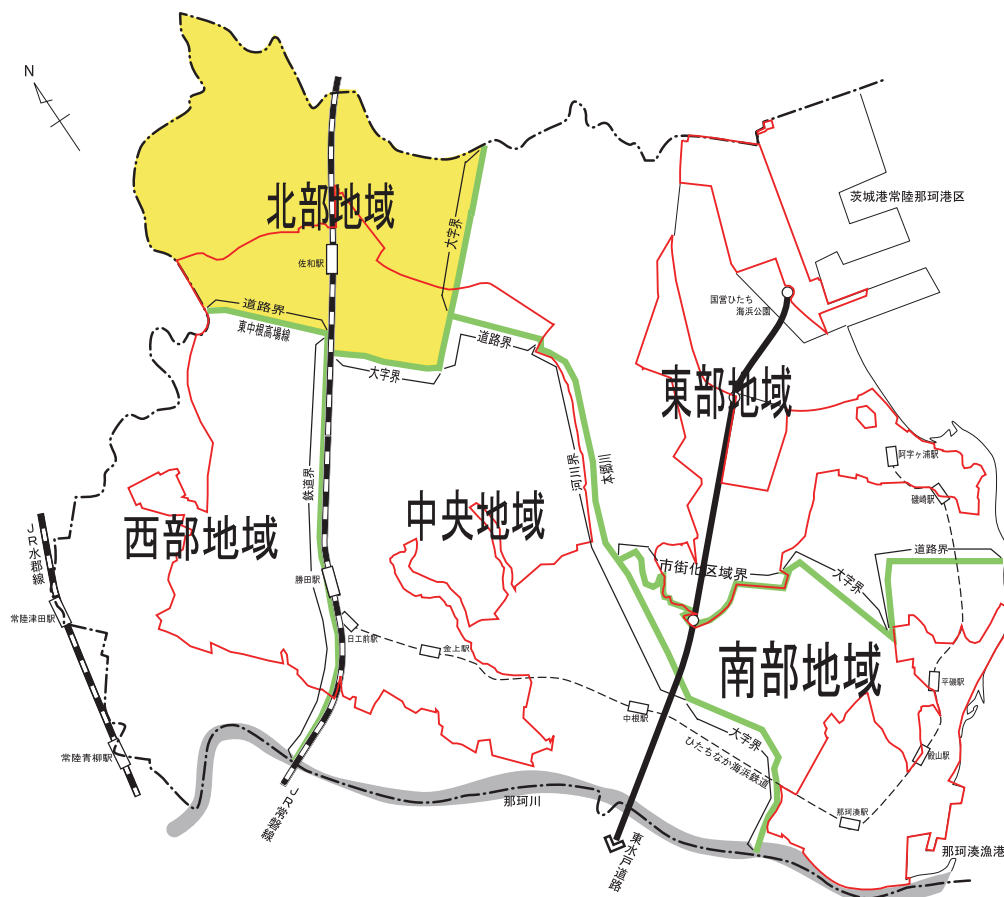 N
茨城港常陸那珂港区
北部地域
大字界
佐和駅
国営ひたち
海浜公園
道路界
東中根高場線
道路界
大字界
東部地域
阿字ヶ浦駅
磯崎駅
鉄道界
河川界
本郷川
西部地域
中央地域
JR水郡線
市街化区域界
大字界
道路界
勝田駅
常陸津田駅
日工前駅
金上駅
南部地域
平磯駅
中根駅
大字界
ひたちなか海浜鉄道
殿山駅
常陸青柳駅
JR常磐線
那珂川
那珂湊駅
東水戸道路
那珂湊漁港